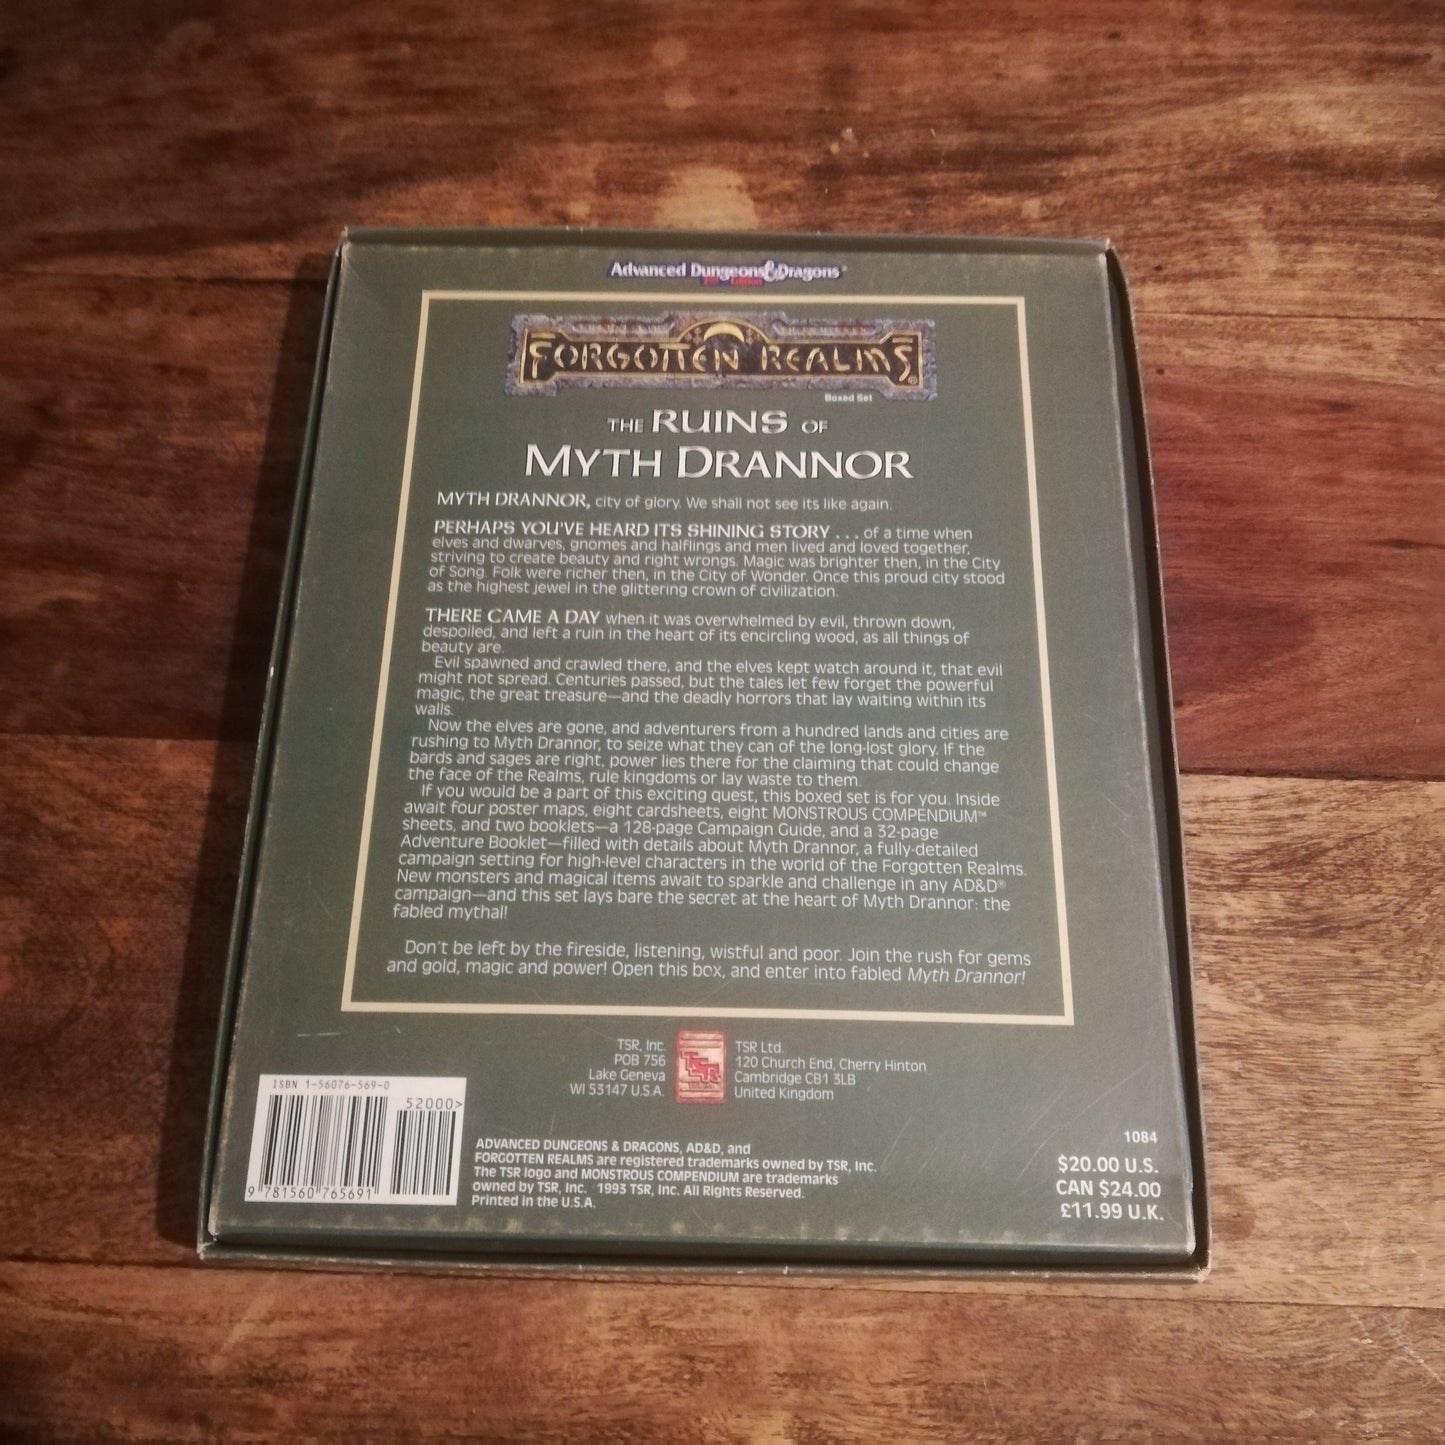 Advanced Dungeons & Dragons®
2nd Edition
FORGOTTEN REALMS®
Boxed Set
THE RUINS OF
MYTH DRANNOR
MYTH DRANNOR, city of glory. We shall not see its like again.
PERHAPS YOU'VE HEARD ITS SHINING STORY . . . of a time when
elves and dwarves, gnomes and halflings and men lived and loved together,
striving to create beauty and right wrongs. Magic was brighter then, in the City
of Song. Folk were richer then, in the City of Wonder. Once this proud city stood
as the highest jewel in the glittering crown of civilization.
THERE CAME A DAY when it was overwhelmed by evil, thrown down,
despoiled, and left a ruin in the heart of its encircling wood, as all things of
beauty are.
Evil spawned and crawled there, and the elves kept watch around it, that evil
might not spread. Centuries passed, but the tales let few forget the powerful
magic, the great treasure—and the deadly horrors that lay waiting within its
walls.
Now the elves are gone, and adventurers from a hundred lands and cities are
rushing to Myth Drannor, to seize what they can of the long-lost glory. If the
bards and sages are right, power lies there for the claiming that could change
the face of the Realms, rule kingdoms or lay waste to them.
If you would be a part of this exciting quest, this boxed set is for you. Inside
await four poster maps, eight cardsheets, eight MONSTROUS COMPENDIUM™
sheets, and two booklets—a 128-page Campaign Guide, and a 32-page
Adventure Booklet—filled with details about Myth Drannor, a fully-detailed
campaign setting for high-level characters in the world of the Forgotten Realms.
New monsters and magical items await to sparkle and challenge in any AD&D®
campaign—and this set lays bare the secret at the heart of Myth Drannor: the
fabled mythal!
Don't be left by the fireside, listening, wistful and poor. Join the rush for gems
and gold, magic and power! Open this box, and enter into fabled Myth Drannor!
TSR, Inc.
POB 756
Lake Geneva
WI 53147 U.S.A.
TSR
TSR Ltd.
120 Church End, Cherry Hinton
Cambridge CB1 3LB
United Kingdom
ISBN 1-56076-569-0
52000>
9 781560 765691
ADVANCED DUNGEONS & DRAGONS, AD&D, and
FORGOTTEN REALMS are registered trademarks owned by TSR, Inc.
The TSR logo and MONSTROUS COMPENDIUM are trademarks
owned by TSR, Inc. 1993 TSR, Inc. All Rights Reserved.
Printed in the U.S.A.
1084
$20.00 U.S.
CAN $24.00
£11.99 U.K.